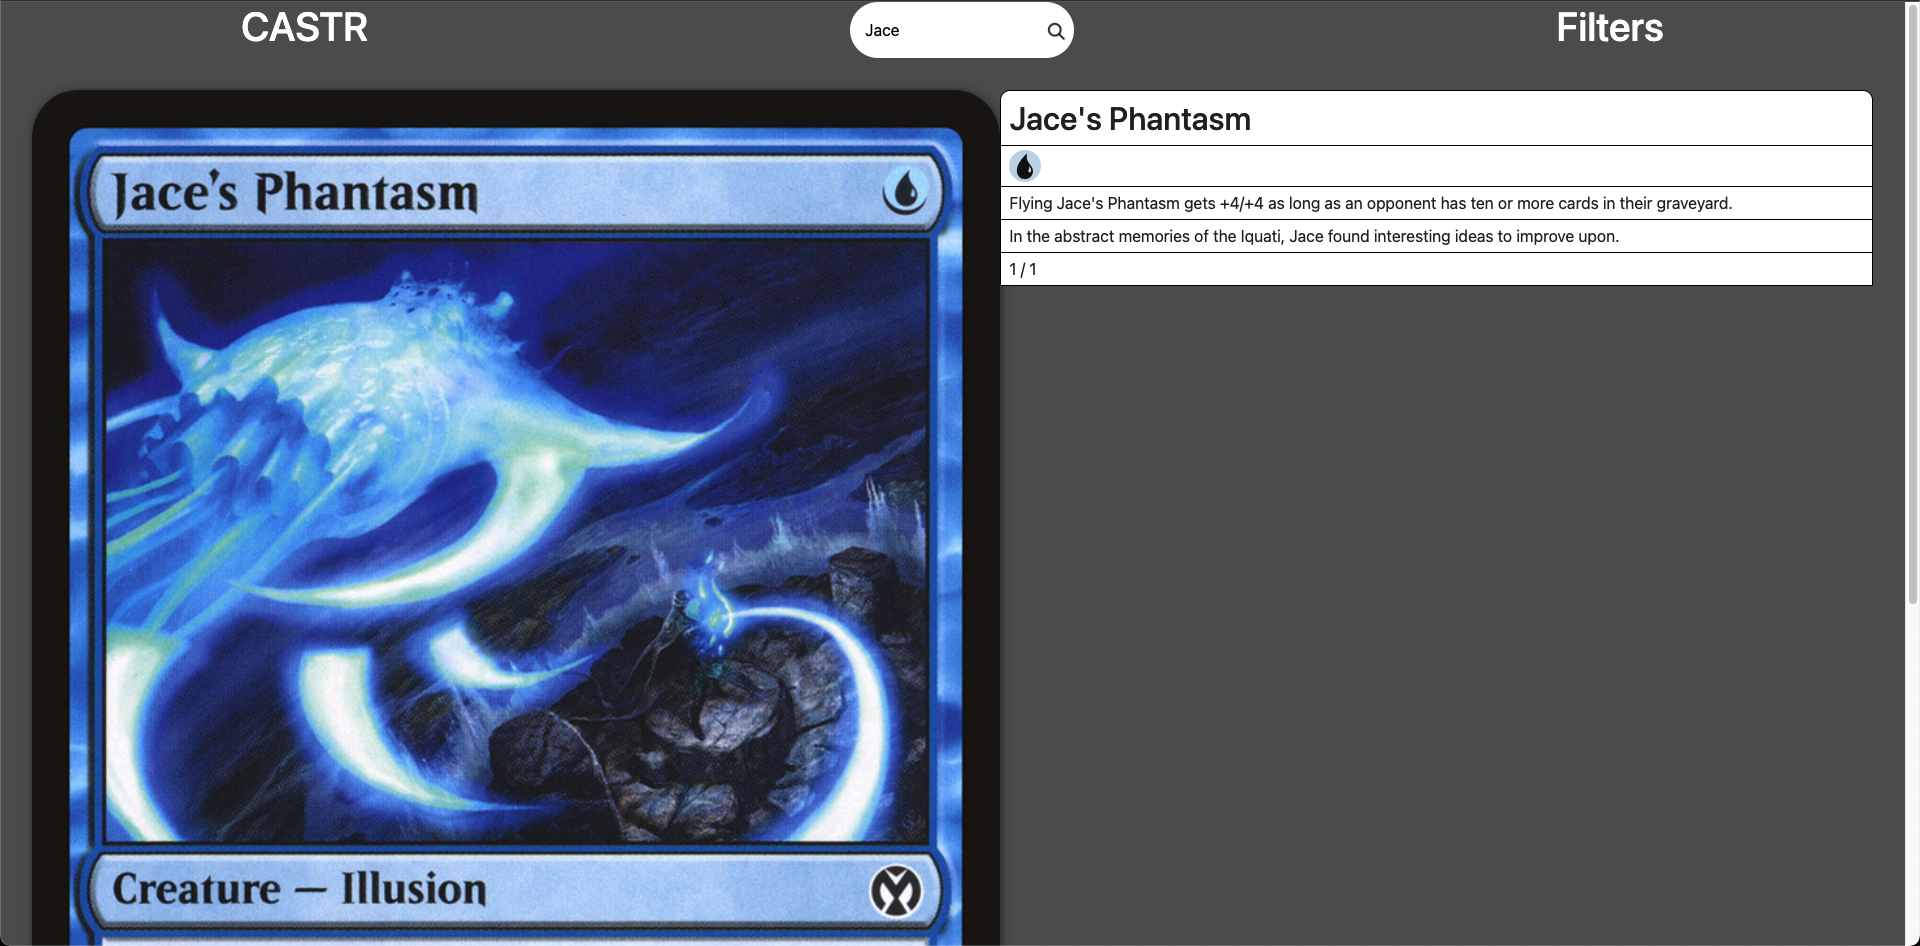 CASTR
Jace
Filters
Jace's Phantasm
Creature — Illusion
Jace's Phantasm
Flying Jace's Phantasm gets +4/+4 as long as an opponent has ten or more cards in their graveyard.
In the abstract memories of the Iquati, Jace found interesting ideas to improve upon.
1 / 1